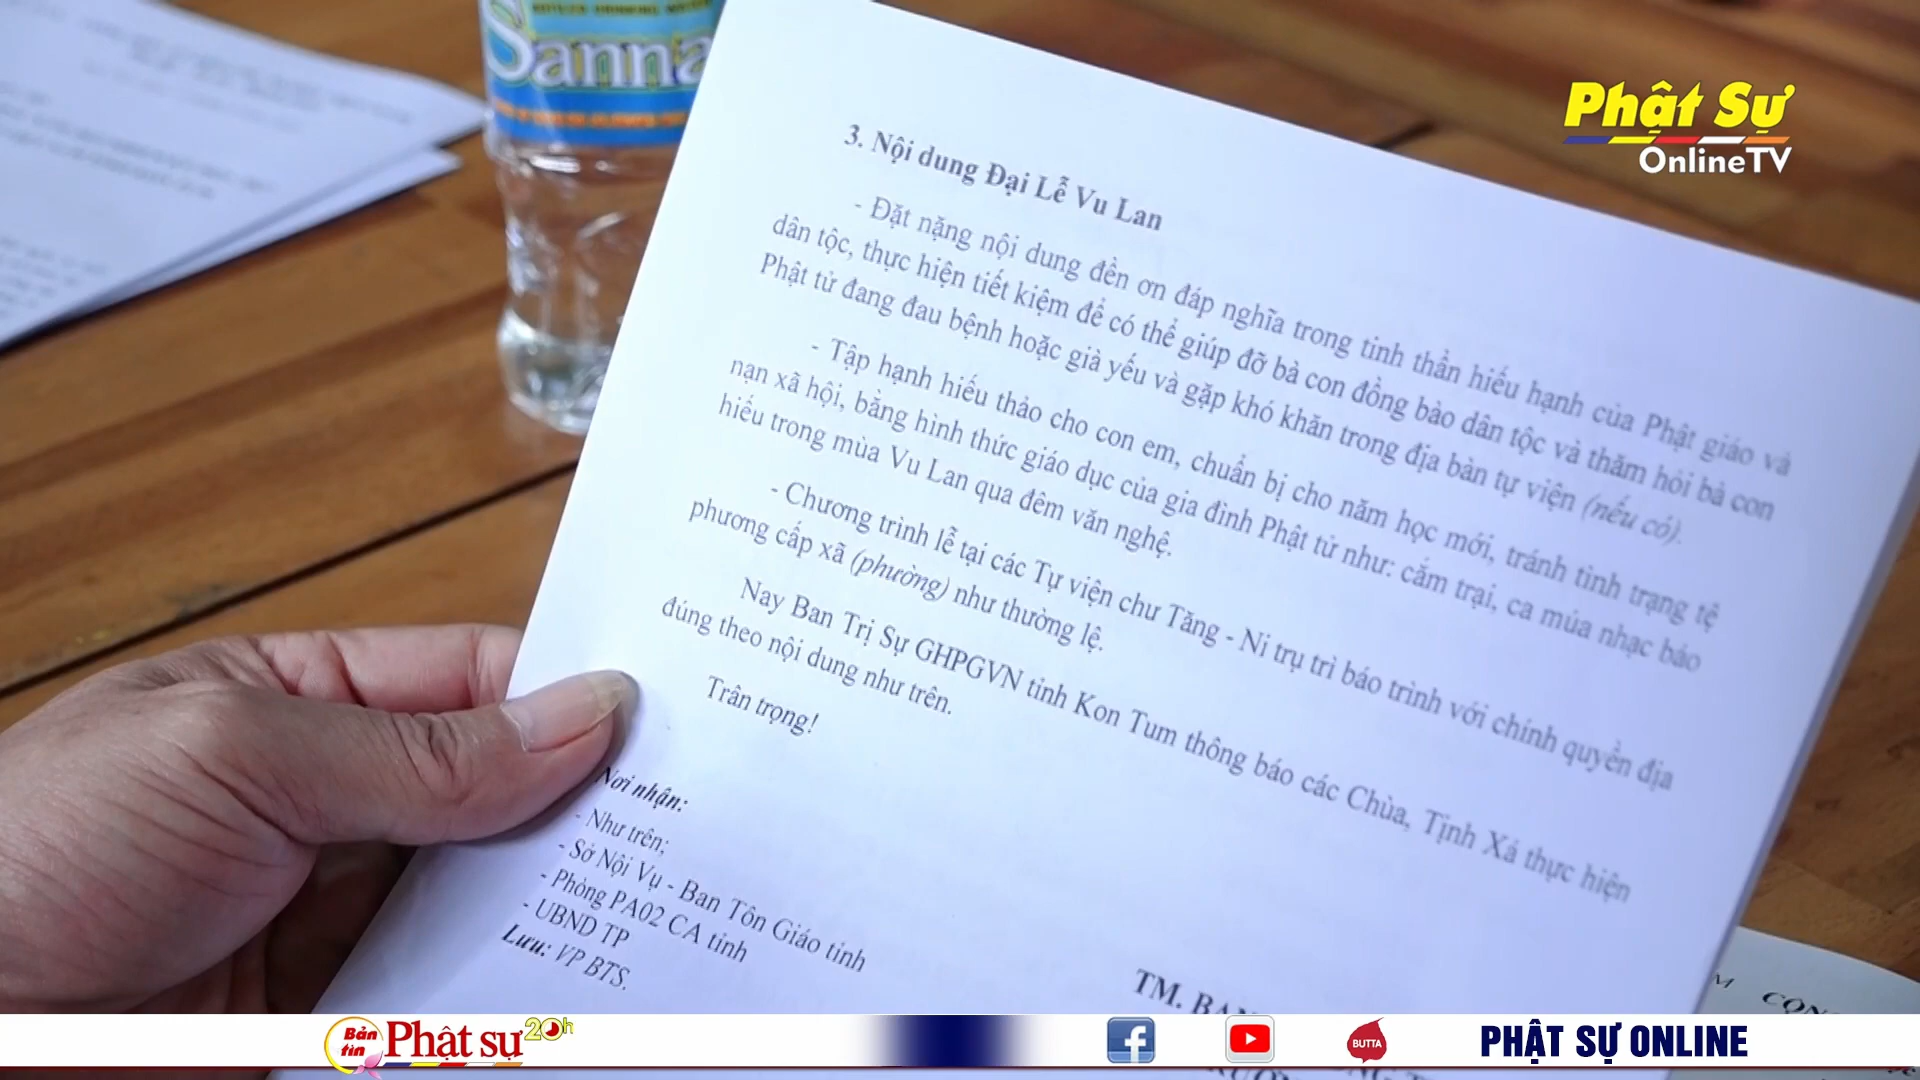 Sanna
Phật Sự
OnlineTV
3. Nội dung Đại Lễ Vu Lan
- Đặt nặng nội dung đền ơn đáp nghĩa trong tinh thần hiếu hạnh của Phật giáo và
dân tộc, thực hiện tiết kiệm để có thể giúp đỡ bà con đồng bào dân tộc và thăm hỏi bà con
Phật tử đang đau bệnh hoặc già yếu và gặp khó khăn trong địa bàn tự viện (nếu có).
- Tập hạnh hiếu thảo cho con em, chuẩn bị cho năm học mới, tránh tình trạng tệ
nạn xã hội, bằng hình thức giáo dục của gia đình Phật tử như: cắm trại, ca múa nhạc báo
hiếu trong mùa Vu Lan qua đêm văn nghệ.
- Chương trình lễ tại các Tự viện chư Tăng - Ni trụ trì báo trình với chính quyền địa
phương cấp xã (phường) như thường lệ.
Nay Ban Trị Sự GHPGVN tỉnh Kon Tum thông báo các Chùa, Tịnh Xá thực hiện
đúng theo nội dung như trên.
Trân trọng!
Nơi nhận:
- Như trên;
- Sở Nội Vụ - Ban Tôn Giáo tỉnh
- Phòng PA02 CA tỉnh
- UBND TP
Lưu: VP BTS.
TM. BAN
Bản tin Phật sự 20h
BUTTA
PHẬT SỰ ONLINE